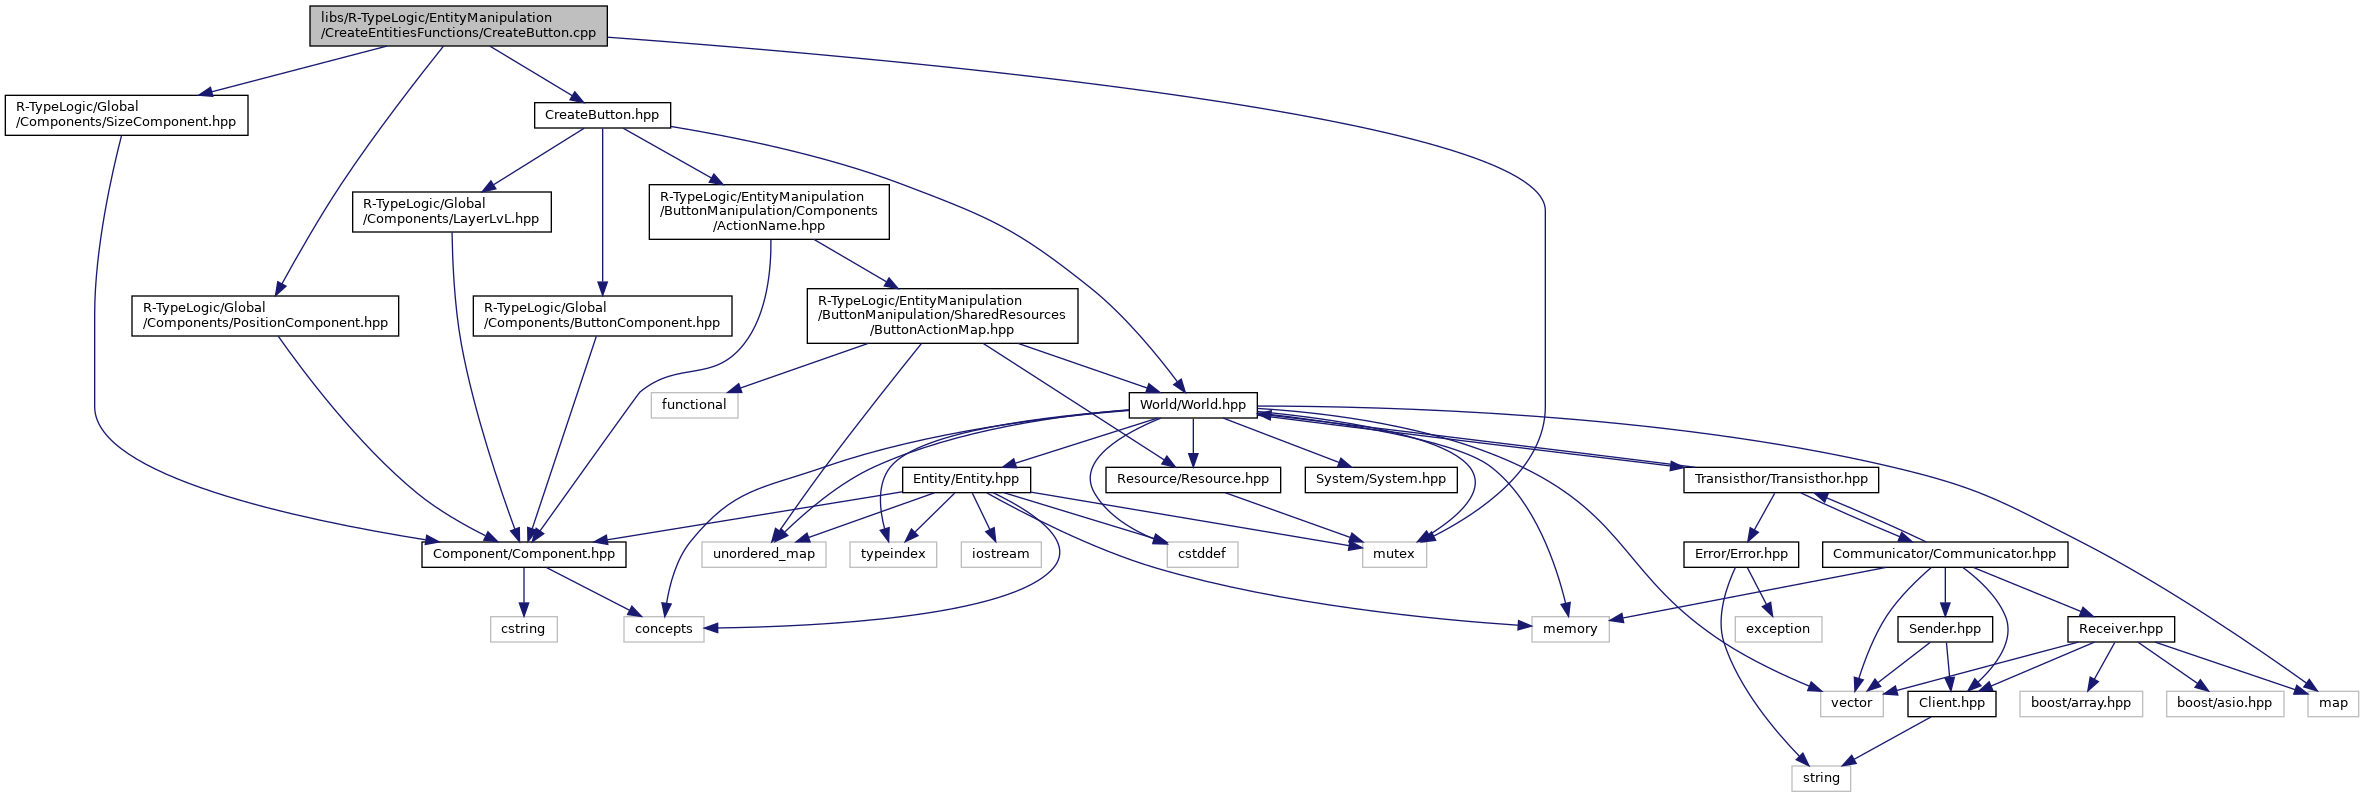 libs/R-TypeLogic/EntityManipulation
/CreateEntitiesFunctions/CreateButton.cpp
R-TypeLogic/Global
/Components/SizeComponent.hpp
CreateButton.hpp
R-TypeLogic/Global
/Components/LayerLvL.hpp
R-TypeLogic/EntityManipulation
/ButtonManipulation/Components
/ActionName.hpp
R-TypeLogic/Global
/Components/PositionComponent.hpp
R-TypeLogic/Global
/Components/ButtonComponent.hpp
R-TypeLogic/EntityManipulation
/ButtonManipulation/SharedResources
/ButtonActionMap.hpp
functional
World/World.hpp
Entity/Entity.hpp
Resource/Resource.hpp
System/System.hpp
Transisthor/Transisthor.hpp
Component/Component.hpp
unordered_map
typeindex
iostream
cstddef
mutex
Error/Error.hpp
Communicator/Communicator.hpp
cstring
concepts
memory
exception
Sender.hpp
Receiver.hpp
vector
Client.hpp
boost/array.hpp
boost/asio.hpp
map
string